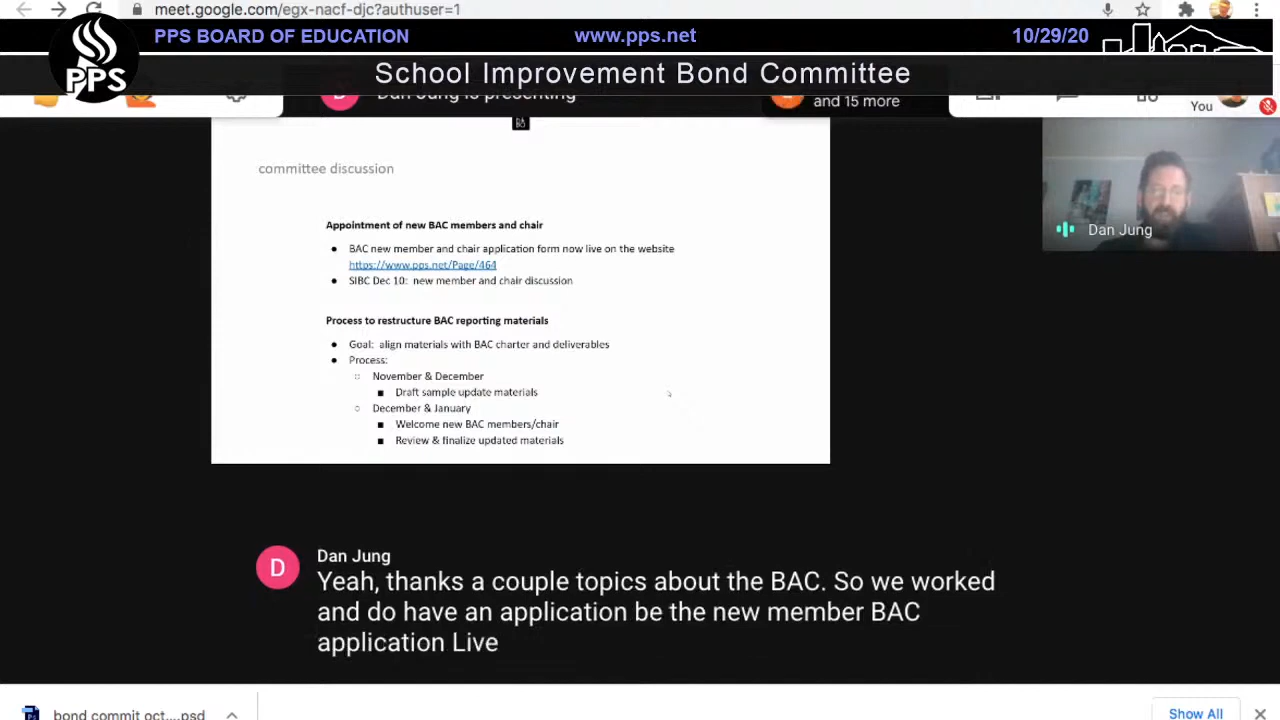 meet.google.com/egx-nacf-djc?authuser=1
PPS BOARD OF EDUCATION
www.pps.net
10/29/20
PPS
School Improvement Bond Committee
D
Dan Jung is presenting
and 15 more
You
committee discussion
Appointment of new BAC members and chair
BAC new member and chair application form now live on the website
https://www.pps.net/Page/464
SIBC Dec 10: new member and chair discussion
Process to restructure BAC reporting materials
Goal: align materials with BAC charter and deliverables
Process:
November & December
Draft sample update materials
December & January
Welcome new BAC members/chair
Review & finalize updated materials
Dan Jung
D
Dan Jung
Yeah, thanks a couple topics about the BAC. So we worked
and do have an application be the new member BAC
application Live
bond commit oct....psd
Show All